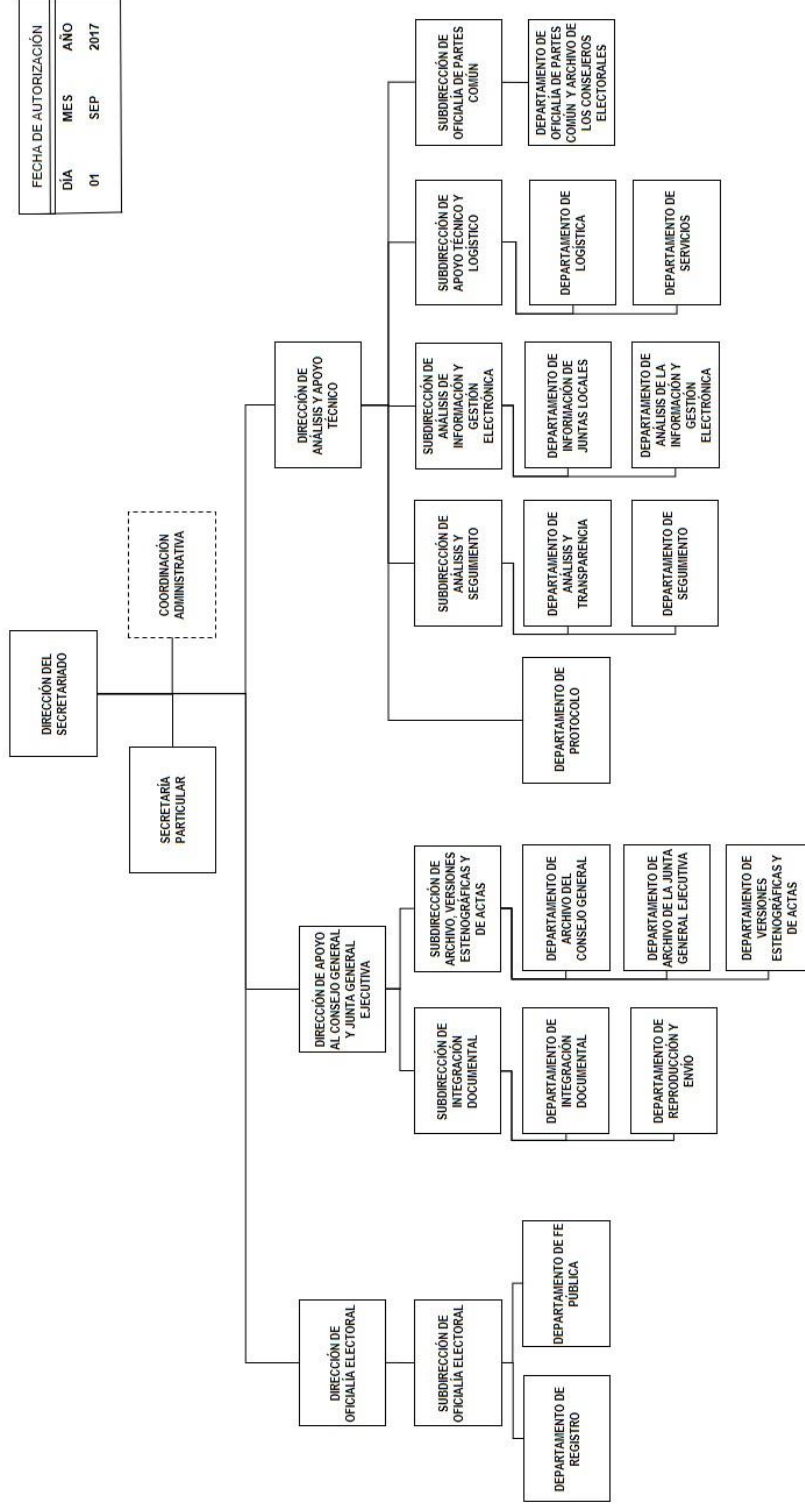 FECHA DE AUTORIZACIÓN
DÍA MES AÑO
01 SEP 2017
DIRECCIÓN DEL
SECRETARIADO
SECRETARÍA
PARTICULAR
COORDINACIÓN
ADMINISTRATIVA
DIRECCIÓN DE
OFICIALÍA ELECTORAL
DIRECCIÓN DE APOYO
AL CONSEJO GENERAL
Y JUNTA GENERAL
EJECUTIVA
DIRECCIÓN DE
ANÁLISIS Y APOYO
TÉCNICO
SUBDIRECCIÓN DE
OFICIALÍA ELECTORAL
SUBDIRECCIÓN DE
INTEGRACIÓN
DOCUMENTAL
SUBDIRECCIÓN DE
ARCHIVO, VERSIONES
ESTENOGRÁFICAS Y
DE ACTAS
SUBDIRECCIÓN DE
ANÁLISIS Y
SEGUIMIENTO
SUBDIRECCIÓN DE
ANÁLISIS DE
INFORMACIÓN Y
GESTIÓN
ELECTRÓNICA
SUBDIRECCIÓN DE
APOYO TÉCNICO Y
LOGÍSTICO
SUBDIRECCIÓN DE
OFICIALÍA DE PARTES
COMÚN
DEPARTAMENTO DE
REGISTRO
DEPARTAMENTO DE FE
PÚBLICA
DEPARTAMENTO DE
INTEGRACIÓN
DOCUMENTAL
DEPARTAMENTO DE
ARCHIVO DEL
CONSEJO GENERAL
DEPARTAMENTO DE
PROTOCOLO
DEPARTAMENTO DE
ANÁLISIS Y
TRANSPARENCIA
DEPARTAMENTO DE
INFORMACIÓN DE
JUNTAS LOCALES
DEPARTAMENTO DE
LOGÍSTICA
DEPARTAMENTO DE
OFICIALÍA DE PARTES
COMÚN Y ARCHIVO DE
LOS CONSEJEROS
ELECTORALES
DEPARTAMENTO DE
REPRODUCCIÓN Y
ENVÍO
DEPARTAMENTO DE
ARCHIVO DE LA JUNTA
GENERAL EJECUTIVA
DEPARTAMENTO DE
SEGUIMIENTO
DEPARTAMENTO DE
ANÁLISIS DE LA
INFORMACIÓN Y
GESTIÓN
ELECTRÓNICA
DEPARTAMENTO DE
SERVICIOS
DEPARTAMENTO DE
VERSIONES
ESTENOGRÁFICAS Y
DE ACTAS